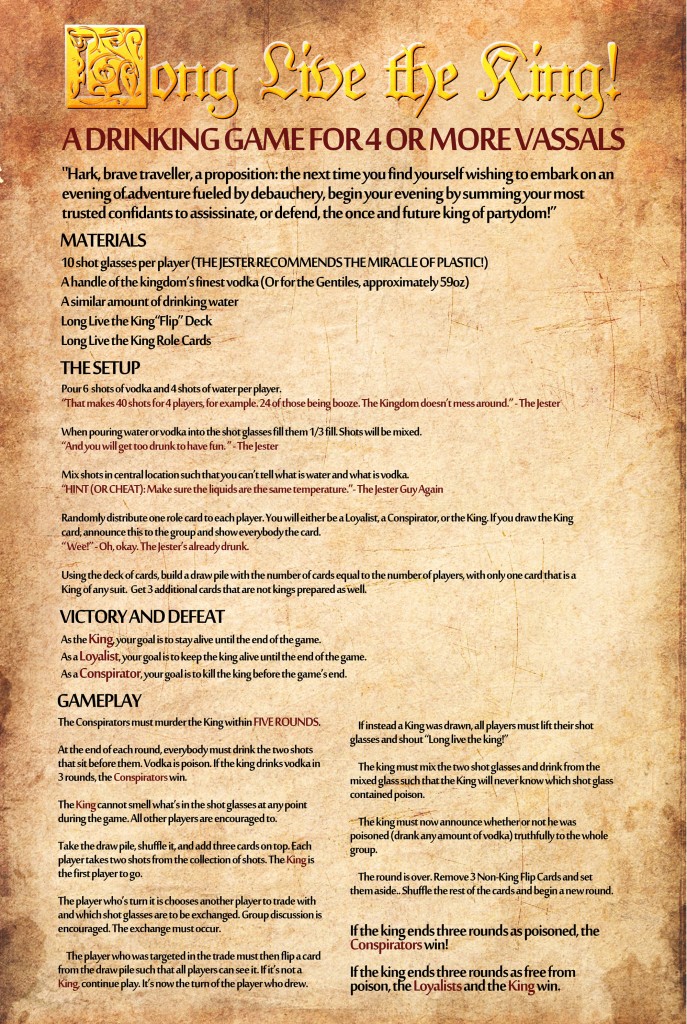 Long Live the King!
A DRINKING GAME FOR 4 OR MORE VASSALS
"Hark, brave traveller, a proposition: the next time you find yourself wishing to embark on an
evening of adventure fueled by debauchery, begin your evening by summing your most
trusted confidants to assissinate, or defend, the once and future king of partydom!"
MATERIALS
10 shot glasses per player (THE JESTER RECOMMENDS THE MIRACLE OF PLASTIC!)
A handle of the kingdom's finest vodka (Or for the Gentiles, approximately 59oz)
A similar amount of drinking water
Long Live the King "Flip" Deck
Long Live the King Role Cards
THE SETUP
Pour 6 shots of vodka and 4 shots of water per player.
"That makes 40 shots for 4 players, for example. 24 of those being booze. The Kingdom doesn't mess around." - The Jester
When pouring water or vodka into the shot glasses fill them 1/3 fill. Shots will be mixed.
"And you will get too drunk to have fun. " - The Jester
Mix shots in central location such that you can't tell what is water and what is vodka.
"HINT (OR CHEAT): Make sure the liquids are the same temperature." - The Jester Guy Again
Randomly distribute one role card to each player. You will either be a Loyalist, a Conspirator, or the King. If you draw the King
card, announce this to the group and show everybody the card.
" Wee!" - Oh, okay. The Jester's already drunk.
Using the deck of cards, build a draw pile with the number of cards equal to the number of players, with only one card that is a
King of any suit. Get 3 additional cards that are not kings prepared as well.
VICTORY AND DEFEAT
As the King, your goal is to stay alive until the end of the game.
As a Loyalist, your goal is to keep the king alive until the end of the game.
As a Conspirator, your goal is to kill the king before the game's end.
GAMEPLAY
The Conspirators must murder the King within FIVE ROUNDS.
At the end of each round, everybody must drink the two shots
that sit before them. Vodka is poison. If the king drinks vodka in
3 rounds, the Conspirators win.
The King cannot smell what's in the shot glasses at any point
during the game. All other players are encouraged to.
Take the draw pile, shuffle it, and add three cards on top. Each
player takes two shots from the collection of shots. The King is
the first player to go.
The player who's turn it is chooses another player to trade with
and which shot glasses are to be exchanged. Group discussion is
encouraged. The exchange must occur.
The player who was targeted in the trade must then flip a card
from the draw pile such that all players can see it. If it's not a
King, continue play. It's now the turn of the player who drew.
If instead a King was drawn, all players must lift their shot
glasses and shout "Long live the king!"
The king must mix the two shot glasses and drink from the
mixed glass such that the King will never know which shot glass
contained poison.
The king must now announce whether or not he was
poisoned (drank any amount of vodka) truthfully to the whole
group.
The round is over. Remove 3 Non-King Flip Cards and set
them aside.. Shuffle the rest of the cards and begin a new round.
If the king ends three rounds as poisoned, the
Conspirators win!
If the king ends three rounds as free from
poison, the Loyalists and the King win.